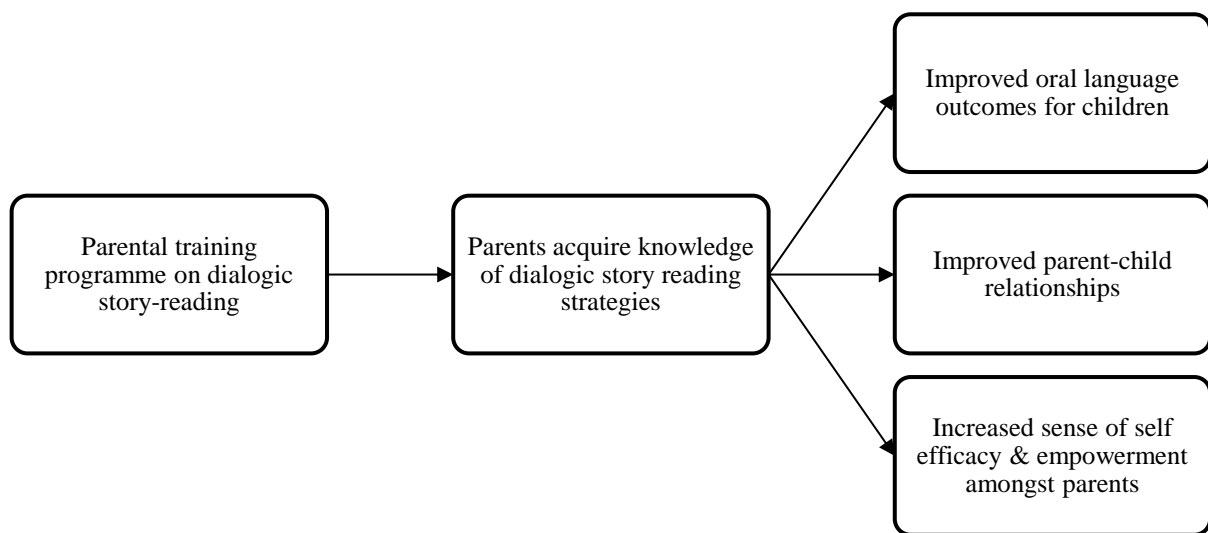 Parental training
programme on dialogic
story-reading
Parents acquire knowledge
of dialogic story reading
strategies
Improved oral language
outcomes for children
Improved parent-child
relationships
Increased sense of self
efficacy & empowerment
amongst parents